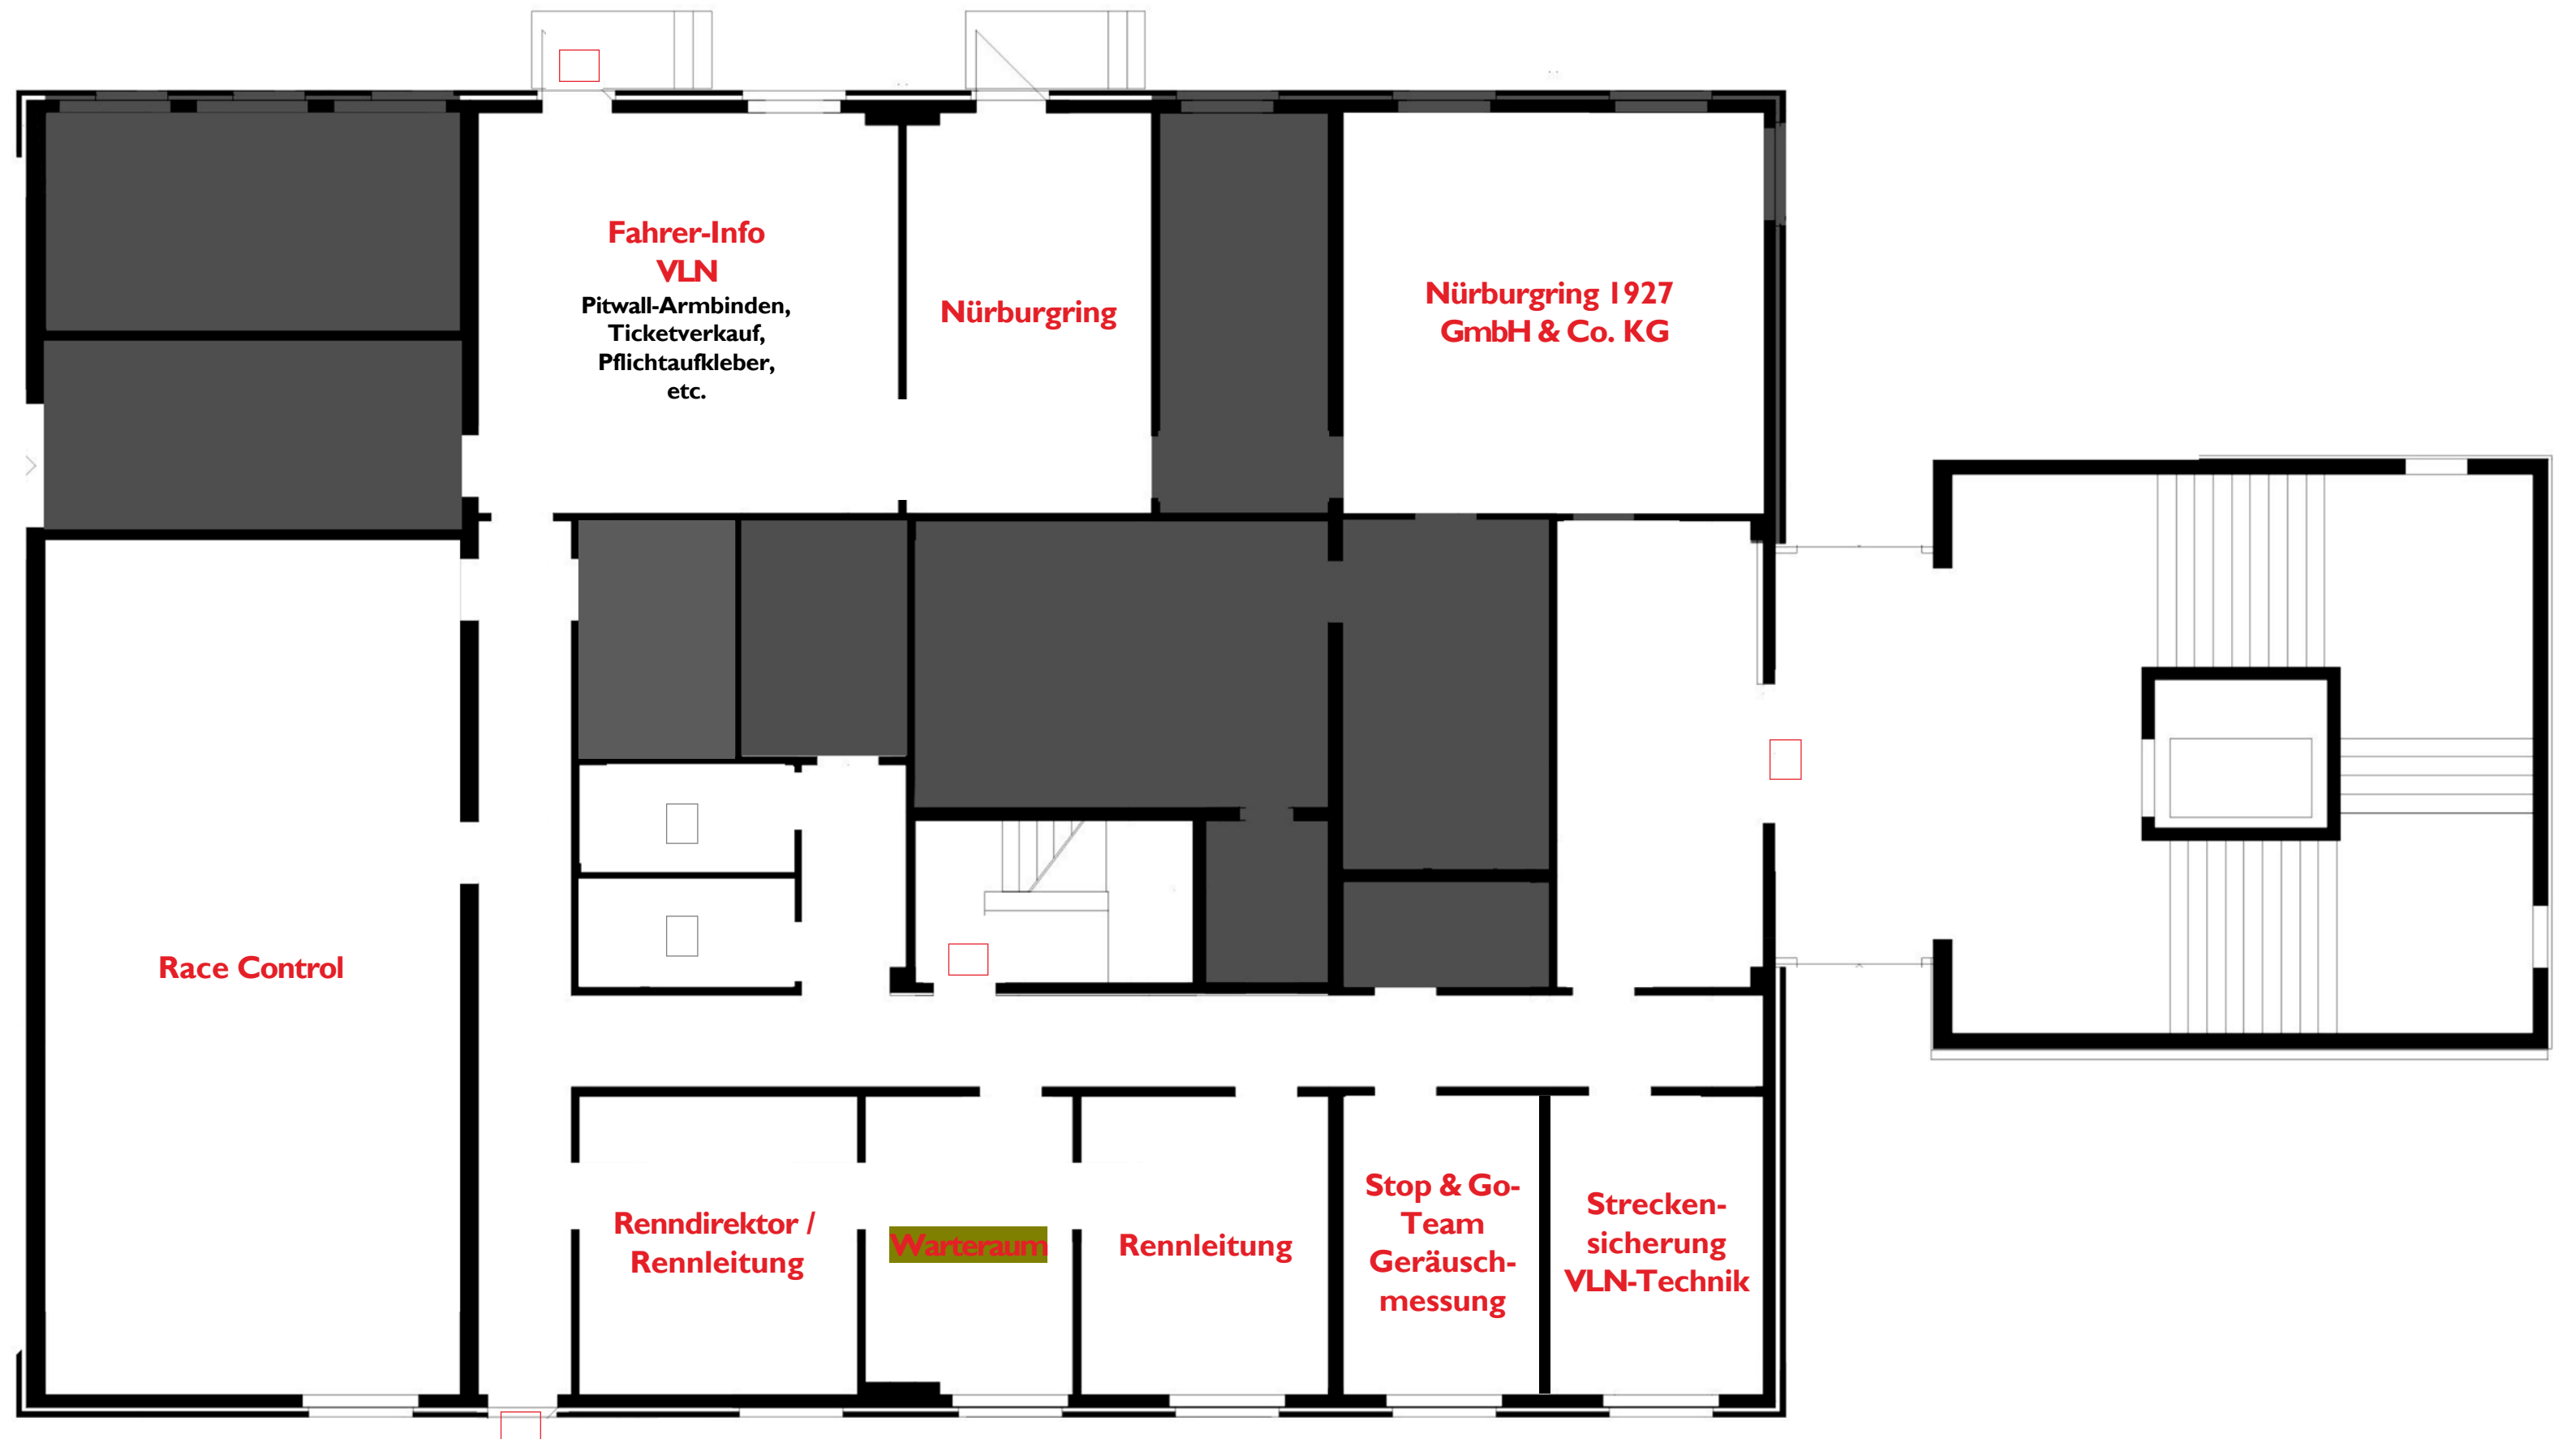 Fahrer-Info
VLN
Pitwall-Armbinden,
Ticketverkauf,
Pflichtaufkleber,
etc.
Nürburgring
Nürburgring 1927
GmbH & Co. KG
Race Control
Renndirektor /
Rennleitung
Warteraum
Rennleitung
Stop & Go-
Team
Geräusch-
messung
Strecken-
sicherung
VLN-Technik